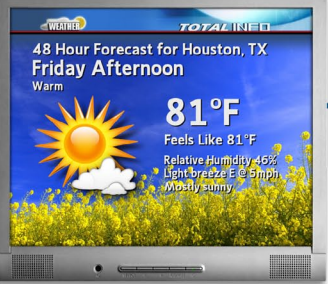 WEATHER
TOTAL INFO
48 Hour Forecast for Houston, TX
Friday Afternoon
Warm
81°F
Feels Like 81°F
Relative Humidity 46%
Light breeze E @ 5mph
Mostly sunny